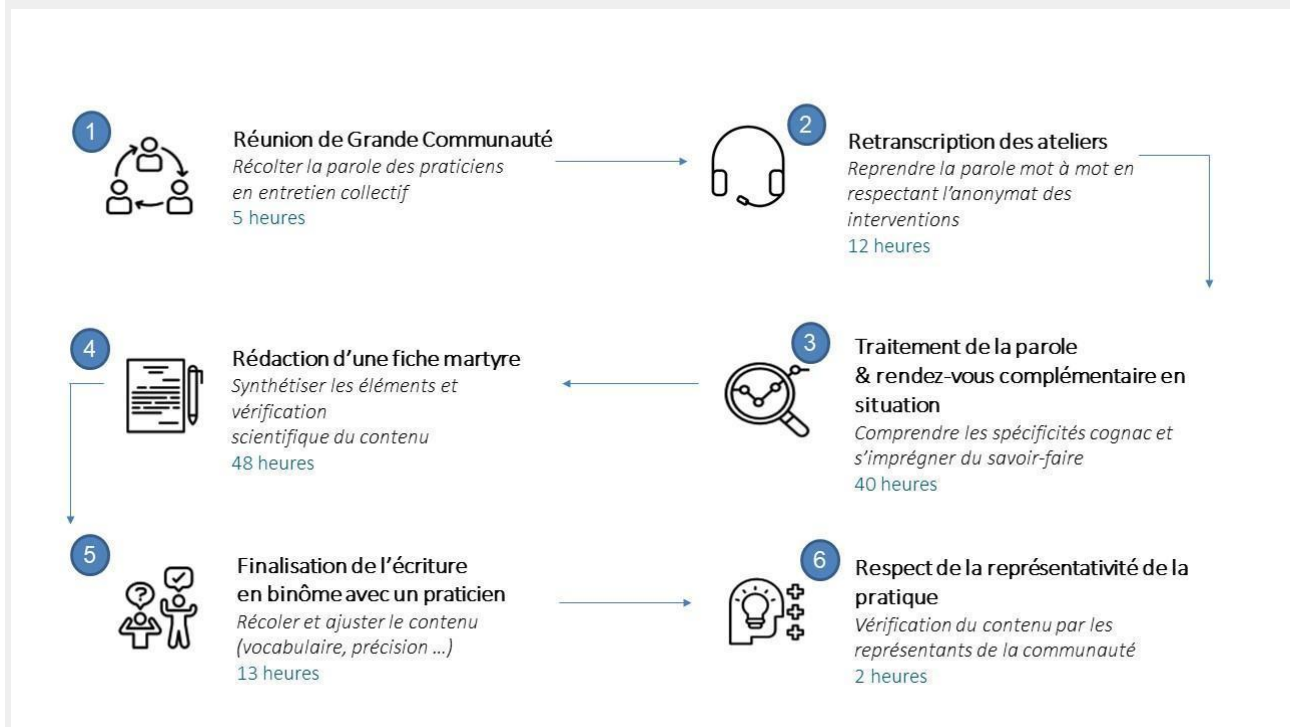 1
Réunion de Grande Communauté
Récolter la parole des praticiens
en entretien collectif
5 heures
2
Retranscription des ateliers
Reprendre la parole mot à mot en
respectant l’anonymat des
interventions
12 heures
3
Traitement de la parole
& rendez-vous complémentaire en
situation
Comprendre les spécificités cognac et
s’imprégner du savoir-faire
40 heures
4
Rédaction d’une fiche martyre
Synthétiser les éléments et
vérification
scientifique du contenu
48 heures
5
Finalisation de l’écriture
en binôme avec un praticien
Récoler et ajuster le contenu
(vocabulaire, précision ...)
13 heures
6
Respect de la représentativité de la
pratique
Vérification du contenu par les
représentants de la communauté
2 heures